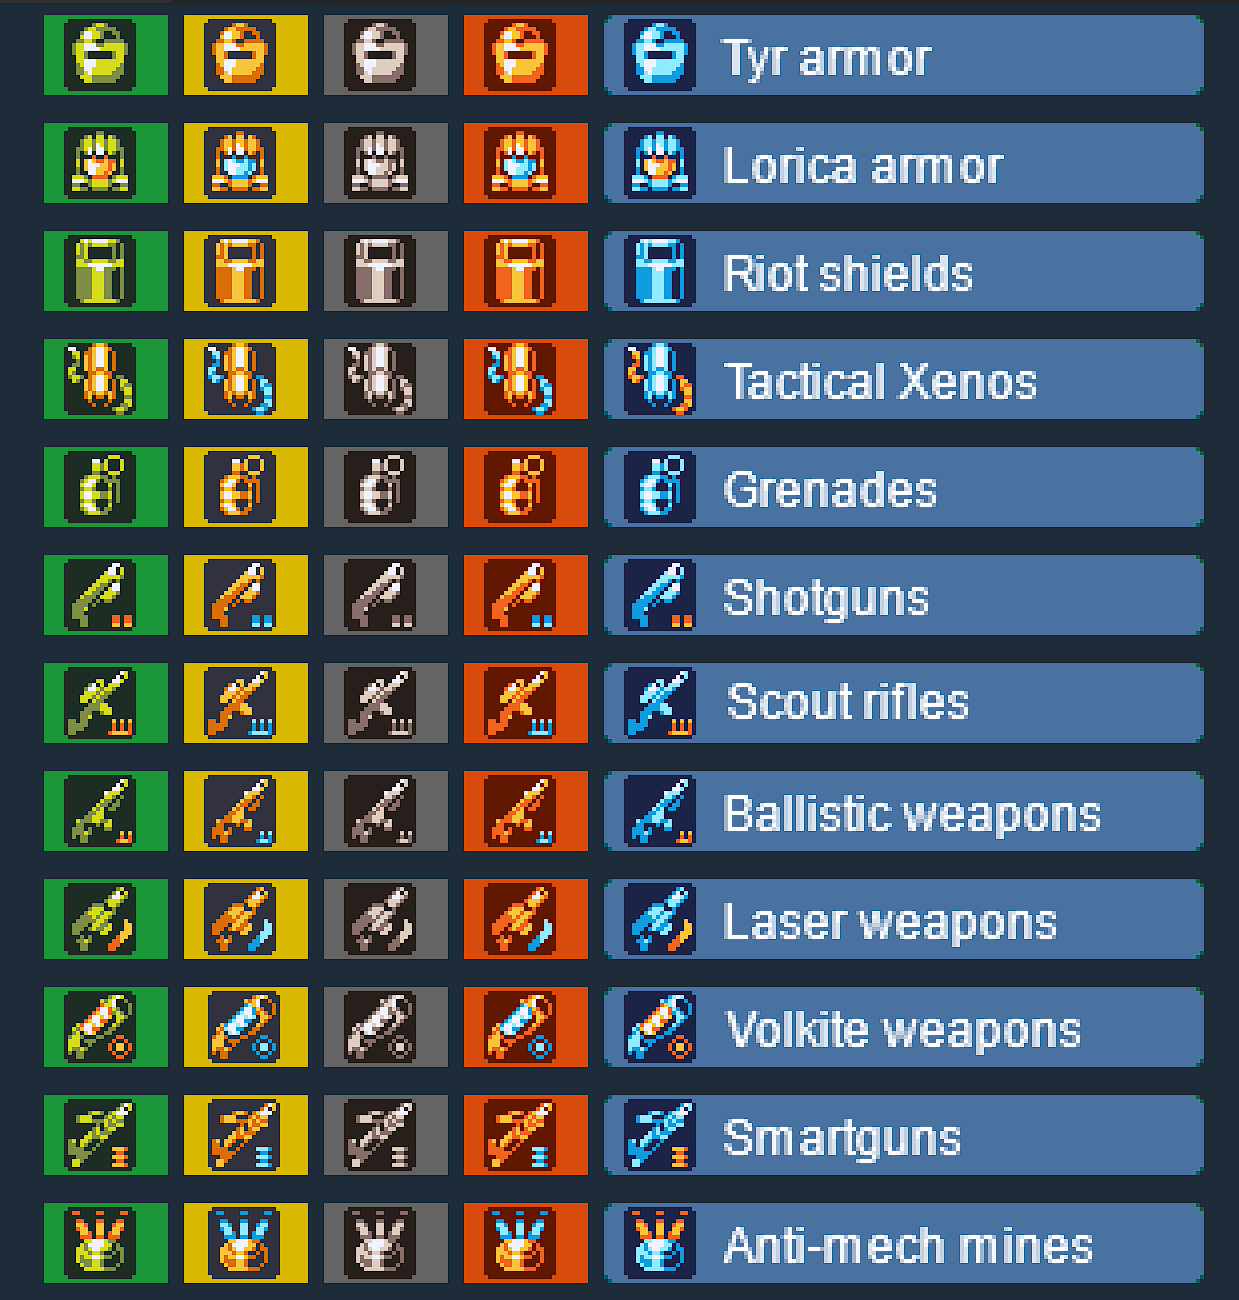 Tyr armor
Lorica armor
Riot shields
Tactical Xenos
Grenades
Shotguns
Scout rifles
Ballistic weapons
Laser weapons
Volkite weapons
Smartguns
Anti-mech mines